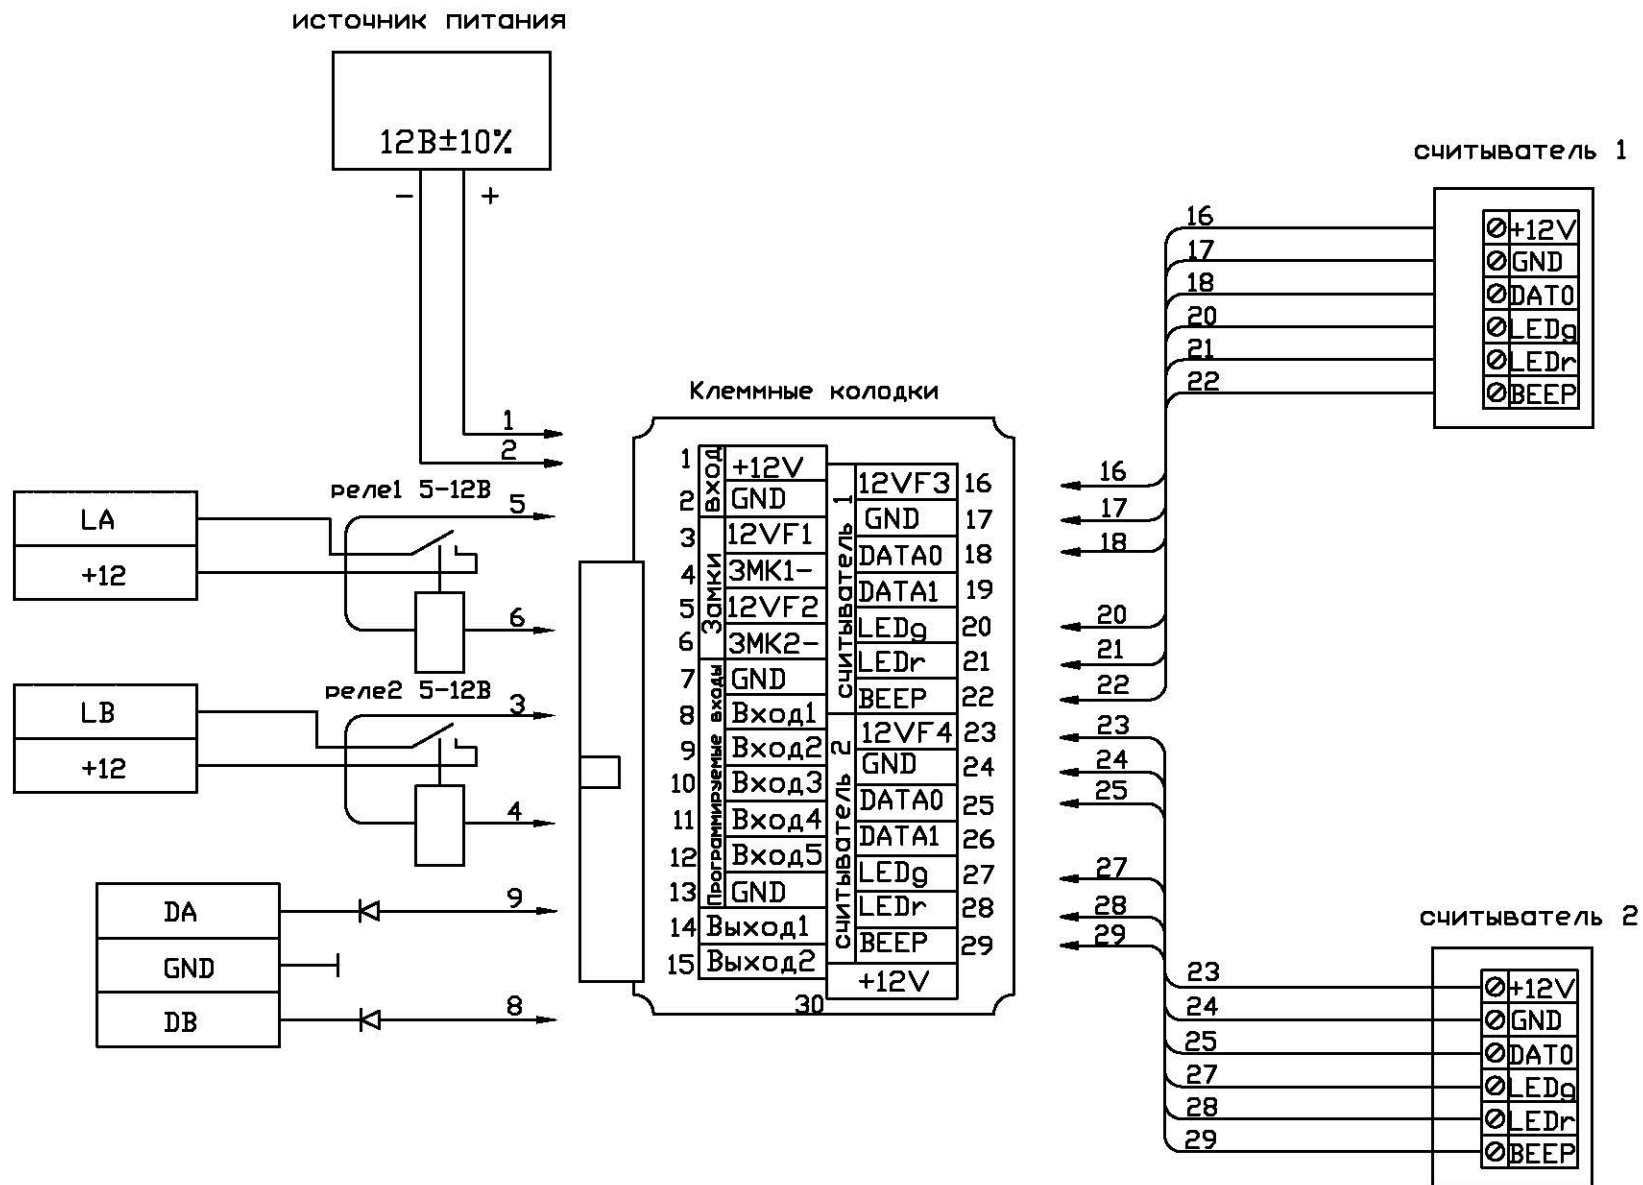 источник питания
12В±10%
- +
1
2
LA
+12
реле1 5-12В
5
6
LB
+12
реле2 5-12В
3
4
DA
GND
DB
9
8
Клеммные колодки
вход
1 +12V
2 GND
Замки
3 12VF1
4 ЗМК1-
5 12VF2
6 ЗМК2-
Программируемые входы
7 GND
8 Вход1
9 Вход2
10 Вход3
11 Вход4
12 Вход5
13 GND
14 Выход1
15 Выход2
считыватель 1
12VF3 16
GND 17
DATA0 18
DATA1 19
LEDg 20
LEDr 21
BEEP 22
считыватель 2
12VF4 23
GND 24
DATA0 25
DATA1 26
LEDg 27
LEDr 28
BEEP 29
+12V
30
16
17
18
20
21
22
23
24
25
27
28
29
считыватель 1
16 +12V
17 GND
18 DAT0
20 LEDg
21 LEDr
22 BEEP
считыватель 2
23 +12V
24 GND
25 DAT0
27 LEDg
28 LEDr
29 BEEP